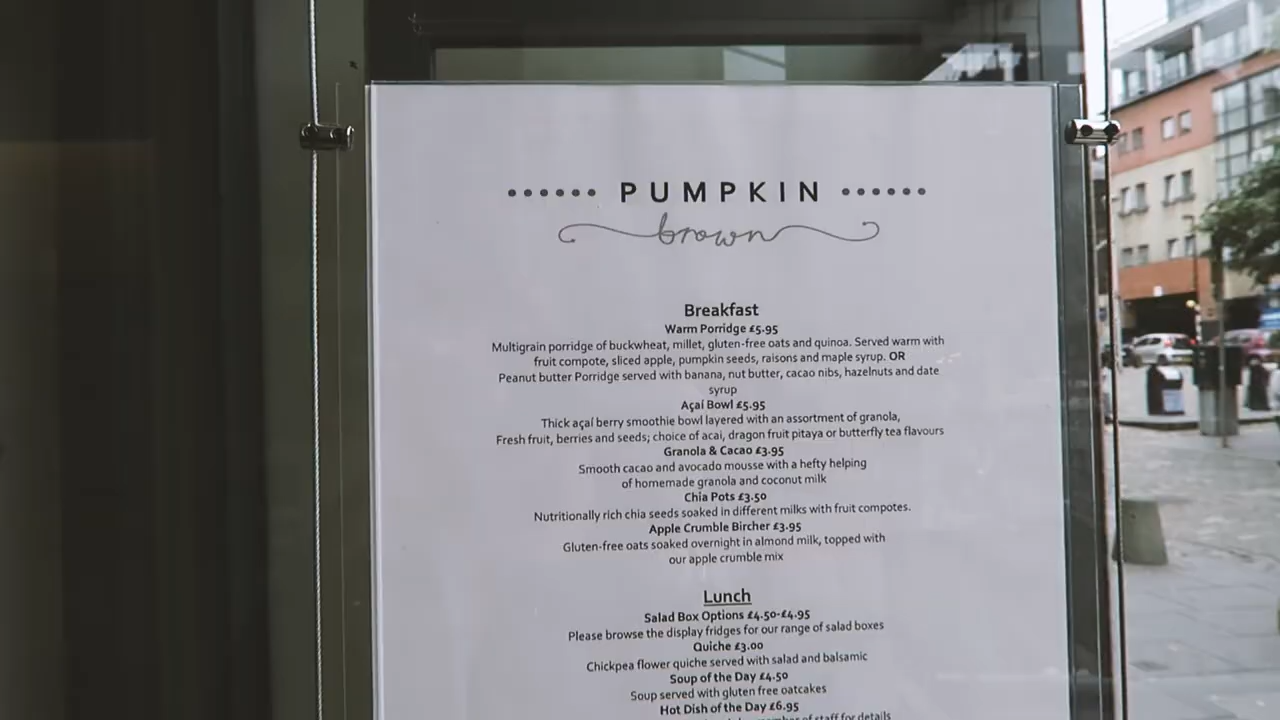 PUMPKIN
brown
Breakfast
Warm Porridge £5.95
Multigrain porridge of buckwheat, millet, gluten-free oats and quinoa. Served warm with
fruit compote, sliced apple, pumpkin seeds, raisons and maple syrup. OR
Peanut butter Porridge served with banana, nut butter, cacao nibs, hazelnuts and date
syrup
Açaí Bowl £5.95
Thick açaí berry smoothie bowl layered with an assortment of granola,
Fresh fruit, berries and seeds; choice of acai, dragon fruit pitaya or butterfly tea flavours
Granola & Cacao £3.95
Smooth cacao and avocado mousse with a hefty helping
of homemade granola and coconut milk
Chia Pots £3.50
Nutritionally rich chia seeds soaked in different milks with fruit compotes.
Apple Crumble Bircher £3.95
Gluten-free oats soaked overnight in almond milk, topped with
our apple crumble mix
Lunch
Salad Box Options £4.50-£4.95
Please browse the display fridges for our range of salad boxes
Quiche £3.00
Chickpea flower quiche served with salad and balsamic
Soup of the Day £4.50
Soup served with gluten free oatcakes
Hot Dish of the Day £6.95
member of staff for details